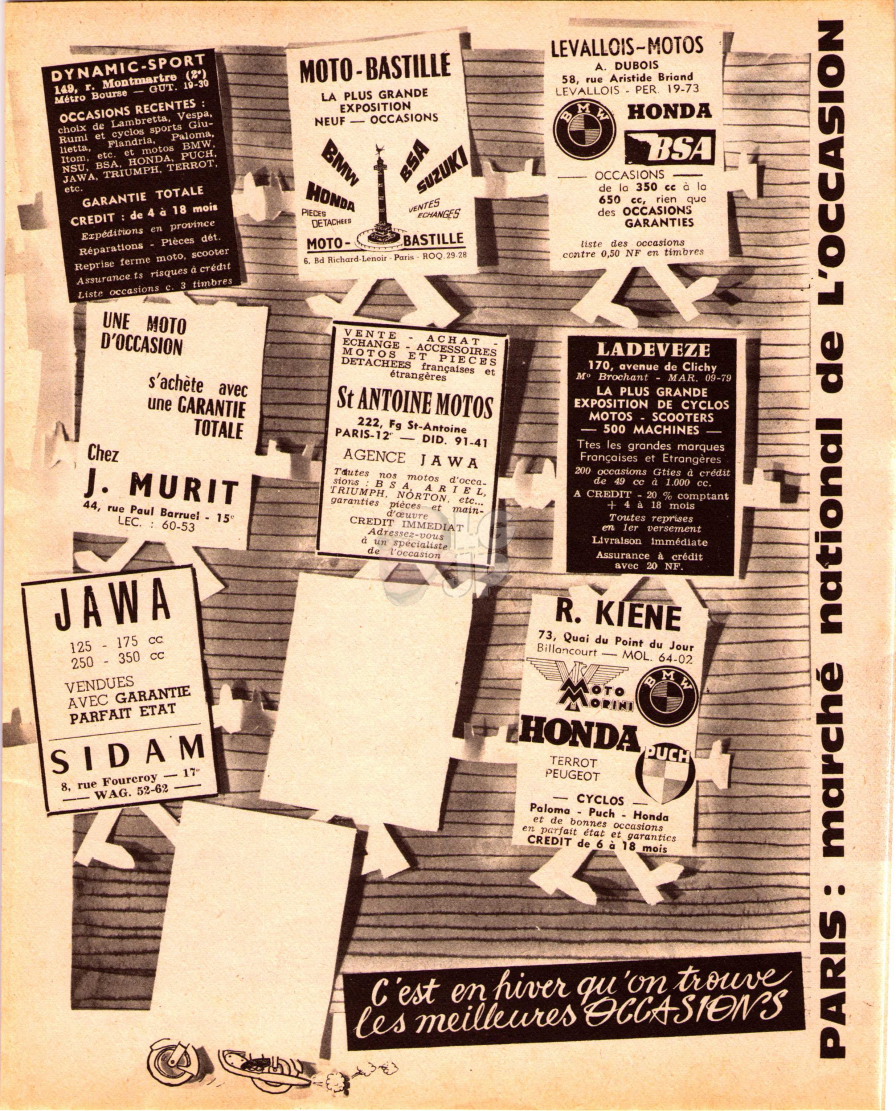 DYNAMIC-SPORT
149, r. Montmartre (2ᵉ)
Métro Bourse — GUT. 19-30
OCCASIONS RECENTES :
choix de Lambretta, Vespa,
Rumi et cyclos sports Giu-
lietta, Flandria, Paloma,
Itom, etc. et motos BMW,
NSU, BSA, HONDA, PUCH,
JAWA, TRIUMPH, TERROT,
etc.
GARANTIE TOTALE
CREDIT : de 4 à 18 mois
Expéditions en province
Réparations - Pièces dét.
Reprise ferme moto, scooter
Assurance.ts risques à crédit
Liste occasions c. 3 timbres
MOTO-BASTILLE
LA PLUS GRANDE
EXPOSITION
NEUF — OCCASIONS
BMW
BSA
HONDA
SUZUKI
PIECES
DETACHEES
VENTES
ECHANGES
MOTO- BASTILLE
6, Bd Richard-Lenoir - Paris - ROQ. 29-28
LEVALLOIS-MOTOS
A. DUBOIS
58, rue Aristide Briand
LEVALLOIS - PER. 19-73
BMW
HONDA
BSA
— OCCASIONS —
de la 350 cc à la
650 cc, rien que
des OCCASIONS
GARANTIES
liste des occasions
contre 0,50 NF en timbres
UNE MOTO
D'OCCASION
s'achète avec
une GARANTIE
TOTALE
Chez
J. MURIT
44, rue Paul Barruel - 15ᵉ
LEC. : 60-53
VENTE - ACHAT -
ECHANGE - ACCESSOIRES
MOTOS ET PIECES
DETACHEES françaises et
étrangères
St ANTOINE MOTOS
222, Fg St-Antoine
PARIS-12ᵉ — DID. 91-41
AGENCE JAWA
Toutes nos motos d'occa-
sions : BSA, ARIEL,
TRIUMPH, NORTON, etc...
garanties pièces et main-
d'œuvre
CREDIT IMMEDIAT
Adressez-vous
à un spécialiste
de l'occasion
LADEVEZE
170, avenue de Clichy
Mº Brochant - MAR. 09-79
LA PLUS GRANDE
EXPOSITION DE CYCLOS
MOTOS - SCOOTERS
— 500 MACHINES —
Ttes les grandes marques
Françaises et Etrangères
200 occasions Gties à crédit
de 49 cc à 1.000 cc.
A CREDIT - 20 % comptant
+ 4 à 18 mois
Toutes reprises
en 1er versement
Livraison immédiate
Assurance à crédit
avec 20 NF.
JAWA
125 - 175 cc
250 - 350 cc
VENDUES
AVEC GARANTIE
PARFAIT ETAT
SIDAM
8, rue Fourcroy — 17ᵉ
— WAG. 52-62 —
R. KIENE
73, Quai du Point du Jour
Billancourt — MOL. 64-02
MOTO
MORINI
BMW
HONDA
PUCH
TERROT
PEUGEOT
— CYCLOS —
Paloma - Puch - Honda
et de bonnes occasions
en parfait état et garanties
CREDIT de 6 à 18 mois
C'est en hiver qu'on trouve
les meilleures OCCASIONS
PARIS : marché national de L'OCCASION